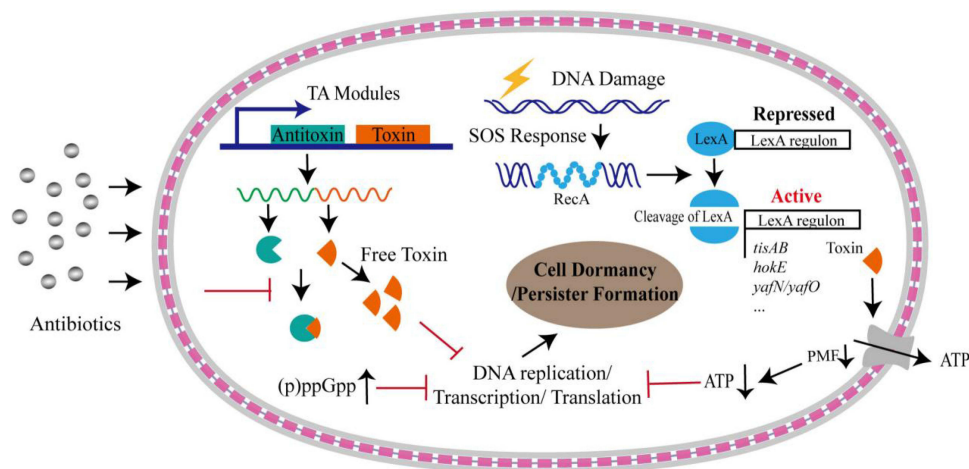 TA Modules
Antitoxin
Toxin
Free Toxin
Antibiotics
(p)ppGpp
DNA Damage
SOS Response
RecA
Repressed
LexA
LexA regulon
Active
Cleavage of LexA
LexA regulon
tisAB
hokE
yafN/yafO
...
Toxin
Cell Dormancy
/Persister Formation
DNA replication/
Transcription/ Translation
ATP
PMF
ATP